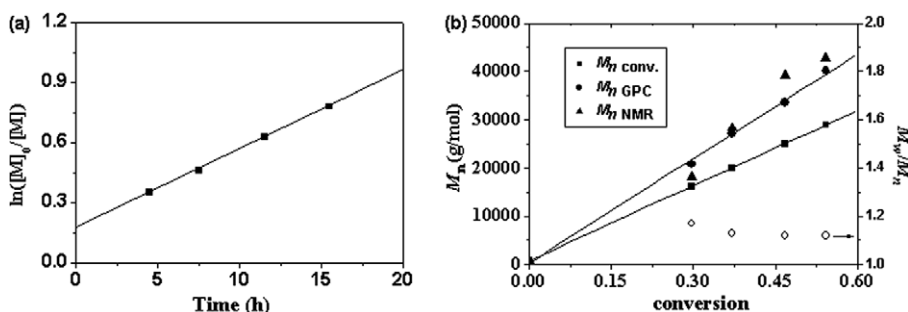 (a)
1.2
0.9
0.6
0.3
0.0
ln([M]0/[M])
0 5 10 15 20
Time (h)
(b)
50000
40000
30000
20000
10000
0
Mn(g/mol)
Mn conv.
Mn GPC
Mn NMR
2.0
1.8
1.6
1.4
1.2
1.0
Mw/Mn
0.00 0.15 0.30 0.45 0.60
conversion